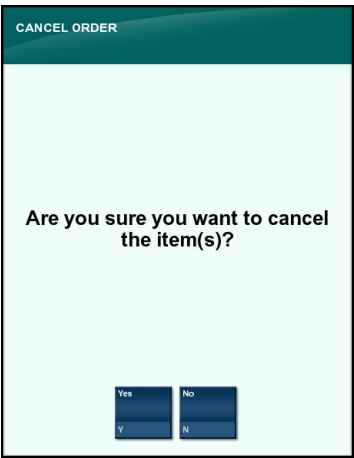 CANCEL ORDER
Are you sure you want to cancel
the item(s)?
Yes No
Y N